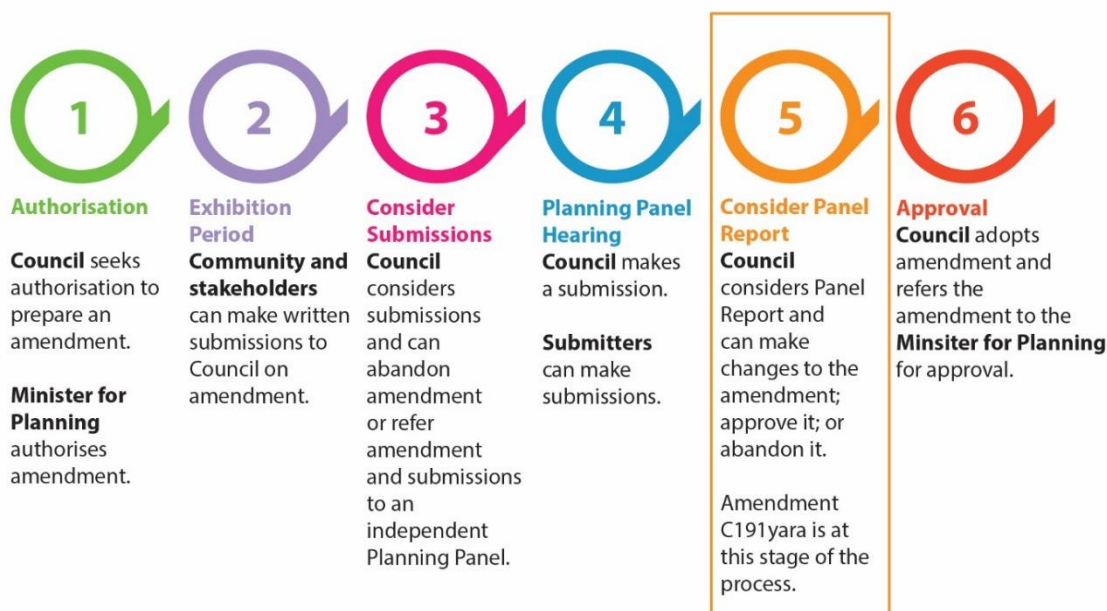 1
Authorisation
Council seeks
authorisation to
prepare an
amendment.
Minister for
Planning
authorises
amendment.
2
Exhibition
Period
Community and
stakeholders
can make written
submissions to
Council on
amendment.
3
Consider
Submissions
Council
considers
submissions
and can
abandon
amendment
or refer
amendment
and submissions
to an
independent
Planning Panel.
4
Planning Panel
Hearing
Council makes
a submission.
Submitters
can make
submissions.
5
Consider Panel
Report
Council
considers Panel
Report and
can make
changes to the
amendment;
approve it; or
abandon it.
Amendment
C191yara is at
this stage of the
process.
6
Approval
Council adopts
amendment and
refers the
amendment to the
Minsiter for Planning
for approval.